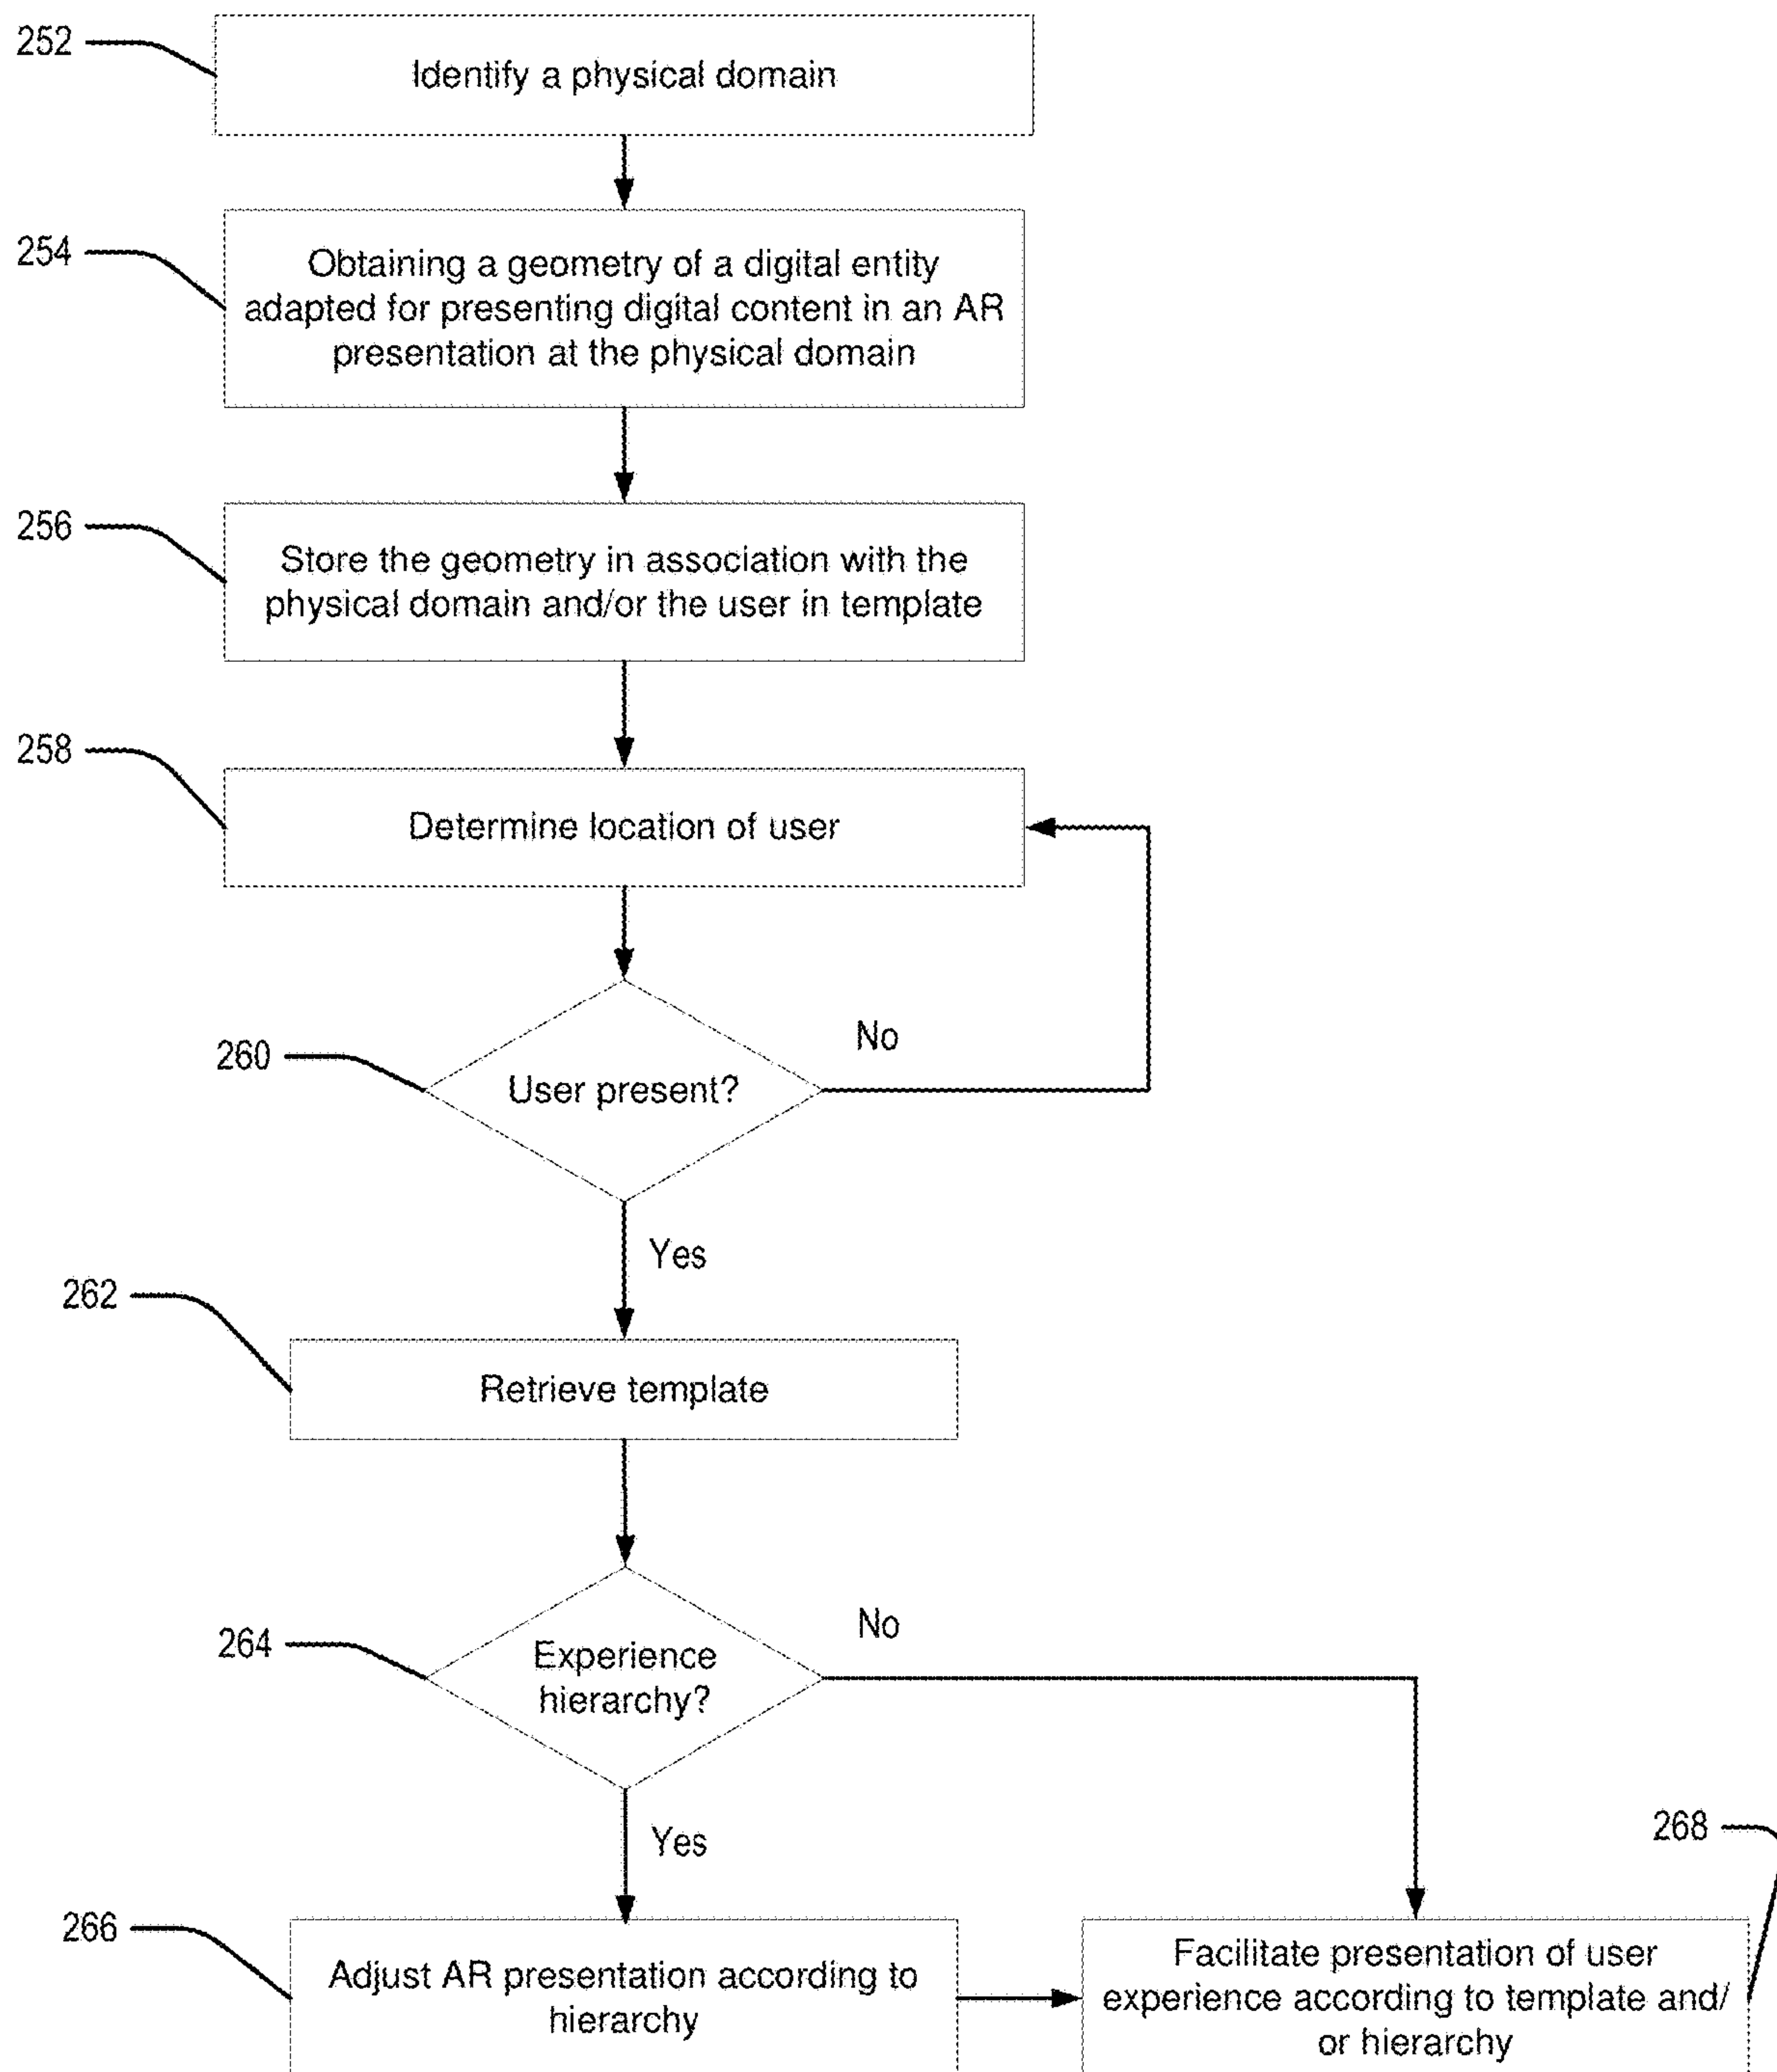 252
Identify a physical domain
254
Obtaining a geometry of a digital entity
adapted for presenting digital content in an AR
presentation at the physical domain
256
Store the geometry in association with the
physical domain and/or the user in template
258
Determine location of user
260
User present?
No
Yes
262
Retrieve template
264
Experience
hierarchy?
No
Yes
266
Adjust AR presentation according to
hierarchy
268
Facilitate presentation of user
experience according to template and/
or hierarchy